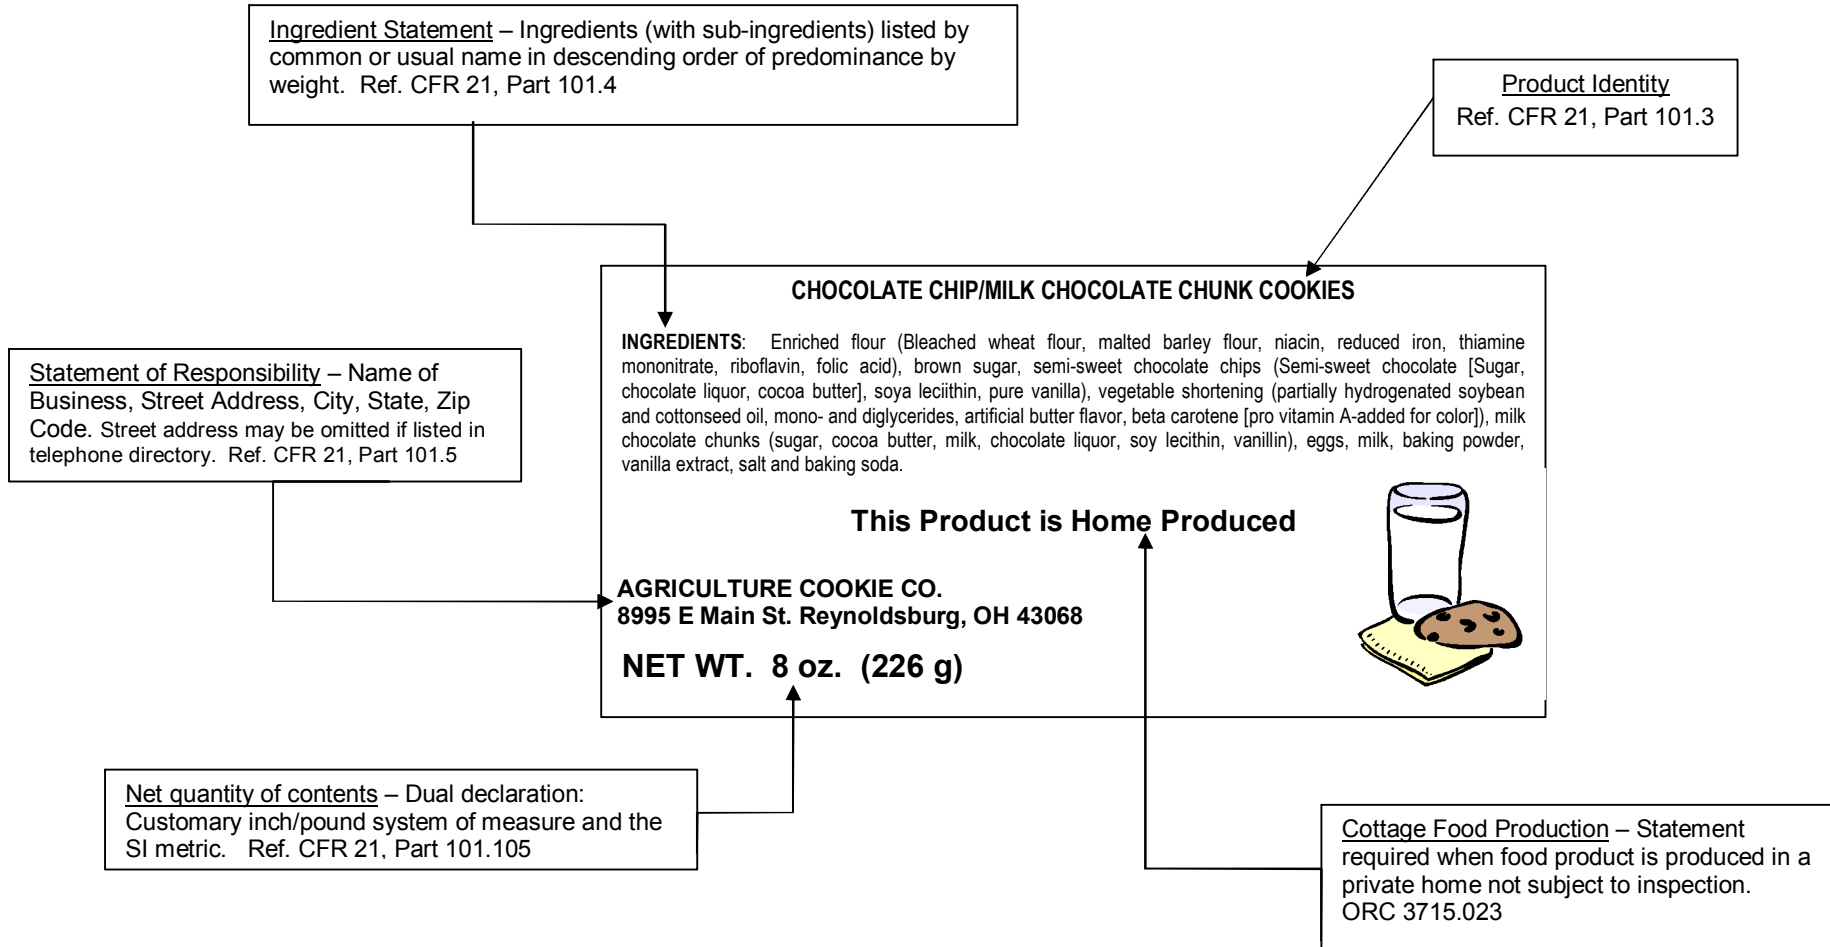 Ingredient Statement – Ingredients (with sub-ingredients) listed by
common or usual name in descending order of predominance by
weight. Ref. CFR 21, Part 101.4
Product Identity
Ref. CFR 21, Part 101.3
CHOCOLATE CHIP/MILK CHOCOLATE CHUNK COOKIES
INGREDIENTS: Enriched flour (Bleached wheat flour, malted barley flour, niacin, reduced iron, thiamine
mononitrate, riboflavin, folic acid), brown sugar, semi-sweet chocolate chips (Semi-sweet chocolate [Sugar,
chocolate liquor, cocoa butter], soya leciithin, pure vanilla), vegetable shortening (partially hydrogenated soybean
and cottonseed oil, mono- and diglycerides, artificial butter flavor, beta carotene [pro vitamin A-added for color]), milk
chocolate chunks (sugar, cocoa butter, milk, chocolate liquor, soy lecithin, vanillin), eggs, milk, baking powder,
vanilla extract, salt and baking soda.
Statement of Responsibility – Name of
Business, Street Address, City, State, Zip
Code. Street address may be omitted if listed in
telephone directory. Ref. CFR 21, Part 101.5
This Product is Home Produced
AGRICULTURE COOKIE CO.
8995 E Main St. Reynoldsburg, OH 43068
NET WT. 8 oz. (226 g)
Net quantity of contents – Dual declaration:
Customary inch/pound system of measure and the
SI metric. Ref. CFR 21, Part 101.105
Cottage Food Production – Statement
required when food product is produced in a
private home not subject to inspection.
ORC 3715.023